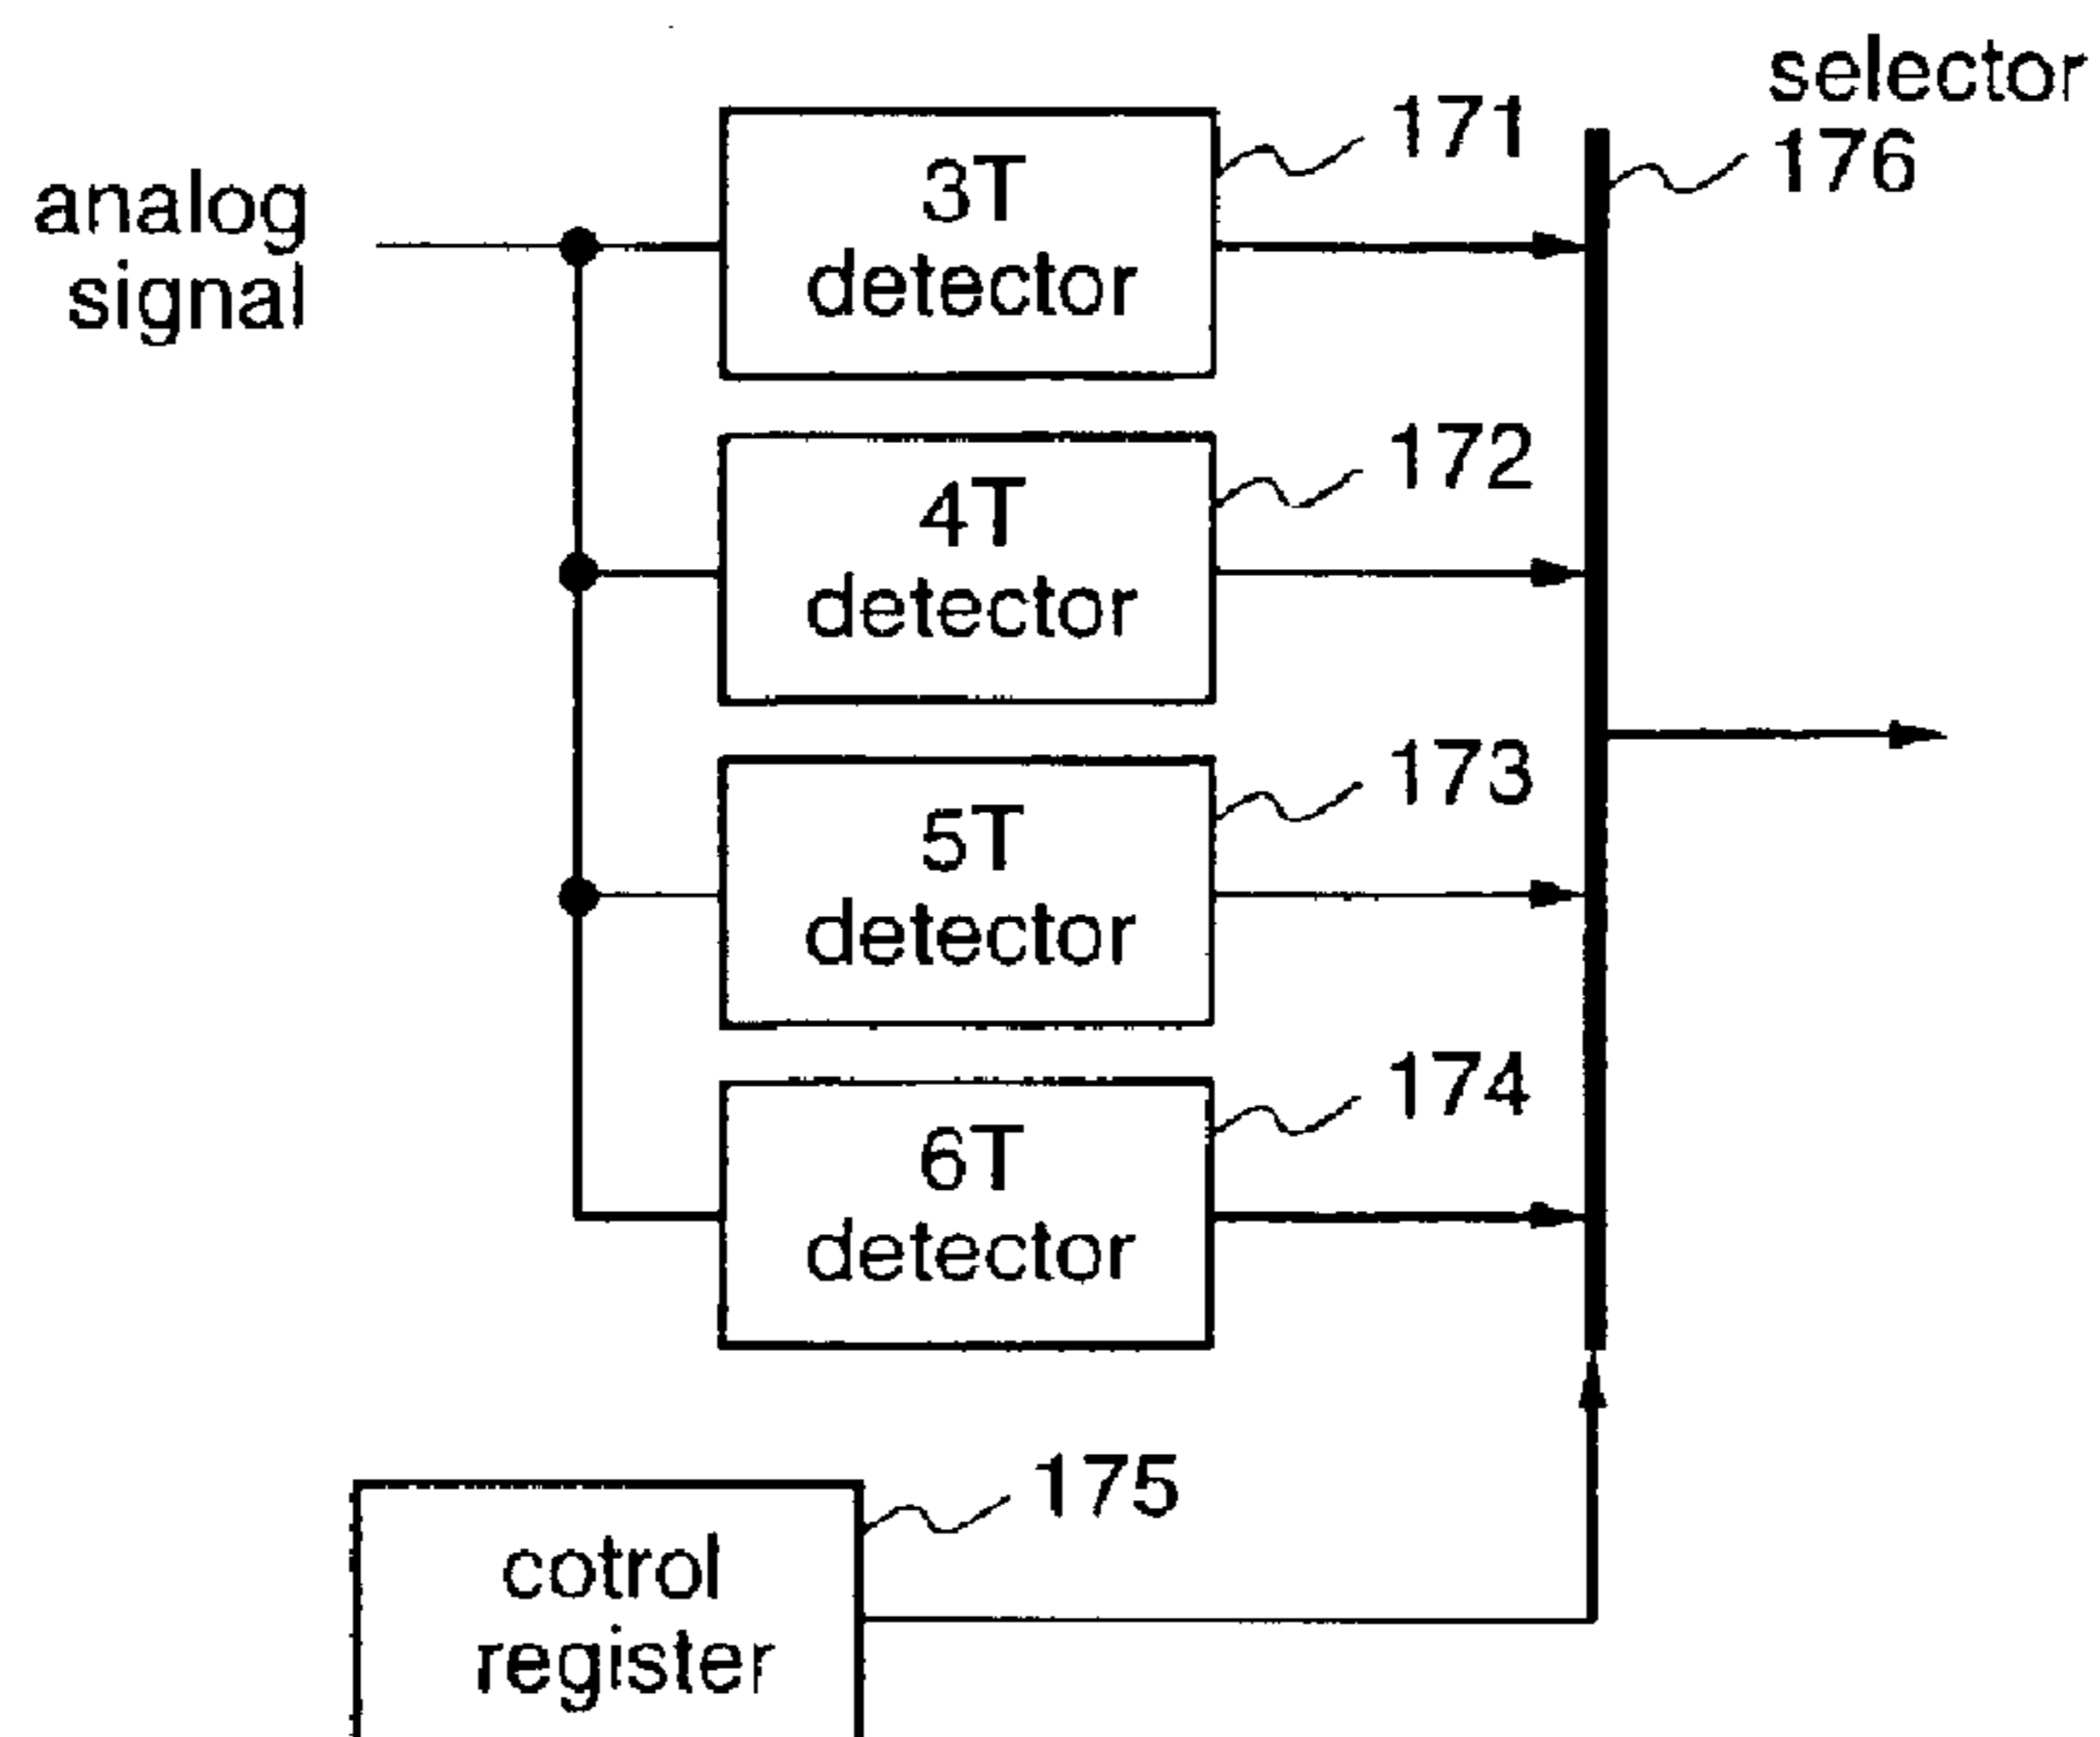 selector
176
analog
signal
3T
detector
171
4T
detector
172
5T
detector
173
6T
detector
174
cotrol
register
175